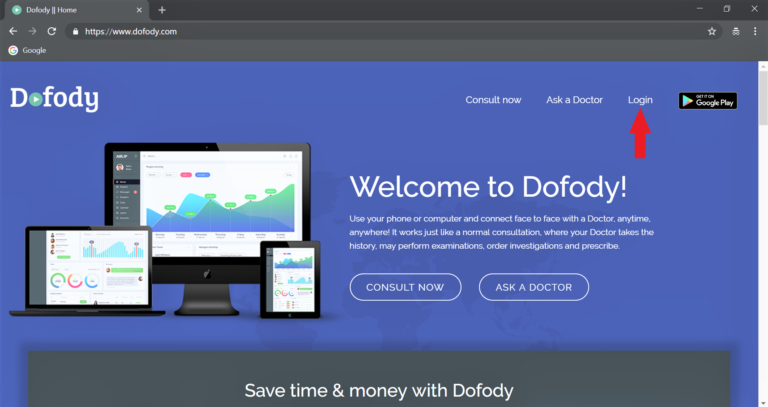 Dofody || Home
https://www.dofody.com
Google
Dofody
Consult now
Ask a Doctor
Login
GET IT ON
Google Play
Welcome to Dofody!
Use your phone or computer and connect face to face with a Doctor, anytime,
anywhere! It works just like a normal consultation, where your Doctor takes the
history, may perform examinations, order investigations and prescribe.
CONSULT NOW
ASK A DOCTOR
Save time & money with Dofody